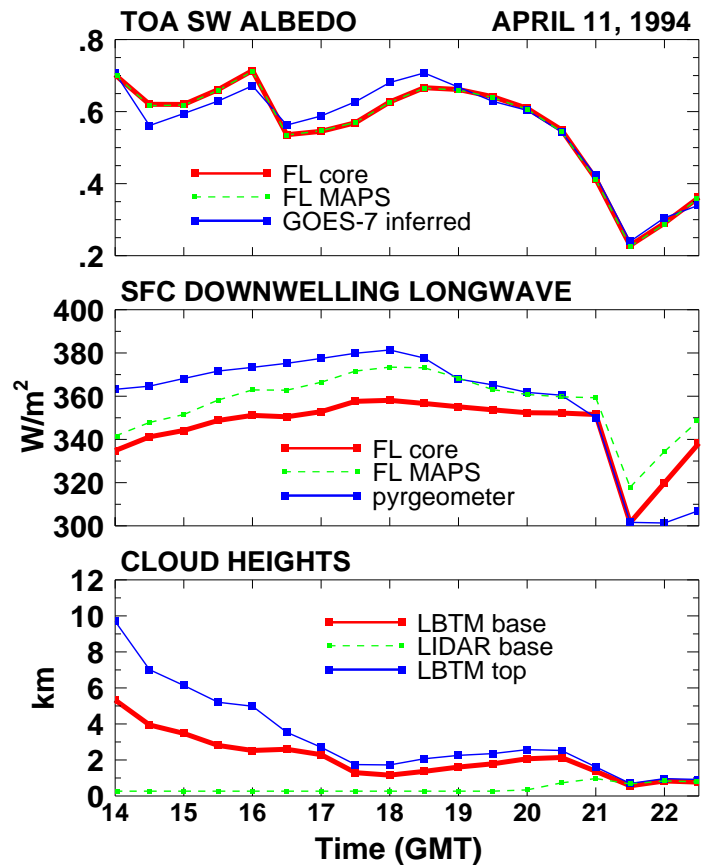 TOA SW ALBEDO APRIL 11, 1994
.8
.6
.4
.2
FL core
FL MAPS
GOES-7 inferred
SFC DOWNWELLING LONGWAVE
400
380
360
340
320
300
W/m²
FL core
FL MAPS
pyrgeometer
CLOUD HEIGHTS
12
10
8
6
4
2
0
km
LBTM base
LIDAR base
LBTM top
14 15 16 17 18 19 20 21 22
Time (GMT)